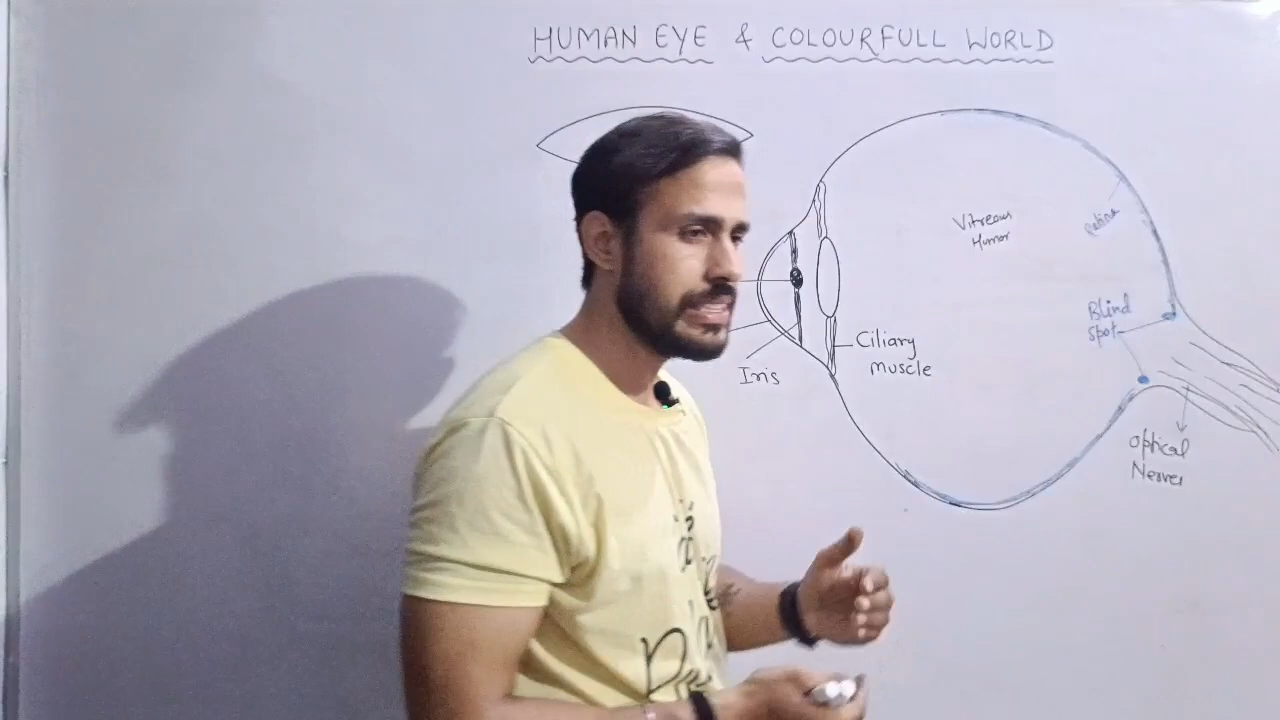 HUMAN EYE & COLOURFULL WORLD
Vitreous
Humor
retina
Blind
spot
Iris
Ciliary
muscle
Optical
Nerves